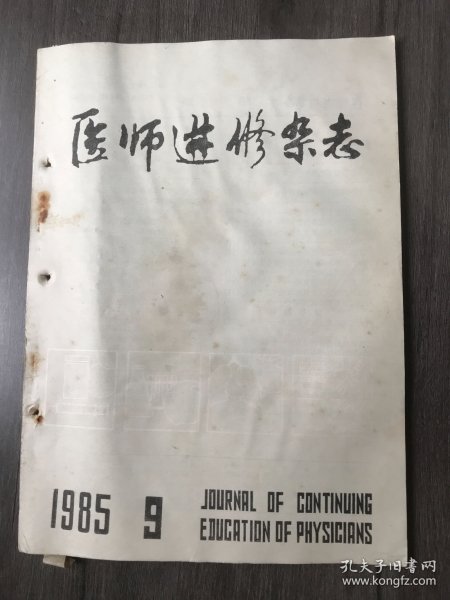 医师进修杂志
1985 9
JOURNAL OF CONTINUING
EDUCATION OF PHYSICIANS
孔夫子旧书网
www.kongfz.com